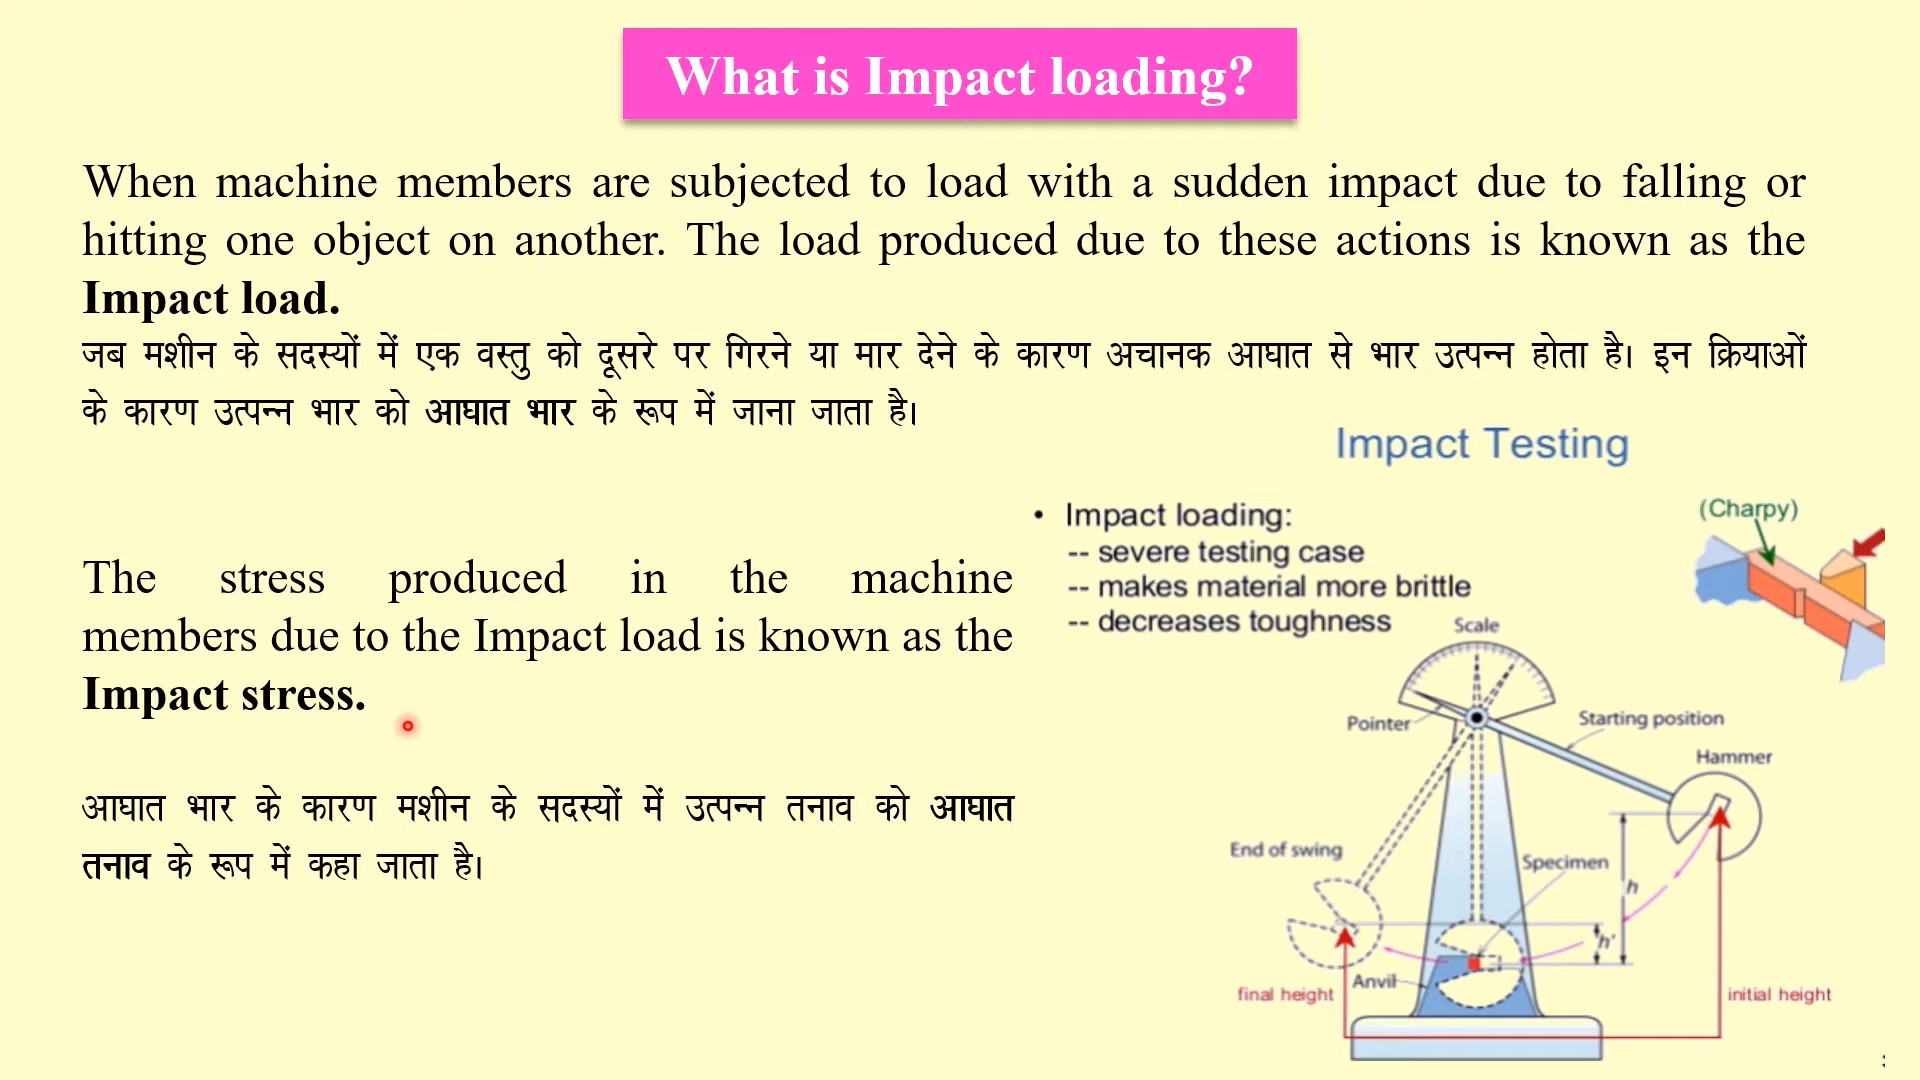 What is Impact loading?
When machine members are subjected to load with a sudden impact due to falling or
hitting one object on another. The load produced due to these actions is known as the
Impact load.
जब मशीन के सदस्यों में एक वस्तु को दूसरे पर गिरने या मार देने के कारण अचानक आघात से भार उत्पन्न होता है। इन क्रियाओं
के कारण उत्पन्न भार को आघात भार के रूप में जाना जाता है।
The stress produced in the machine
members due to the Impact load is known as the
Impact stress.
आघात भार के कारण मशीन के सदस्यों में उत्पन्न तनाव को आघात
तनाव के रूप में कहा जाता है।
Impact Testing
• Impact loading:
-- severe testing case
-- makes material more brittle
-- decreases toughness
(Charpy)
Scale
Pointer
Starting position
Hammer
End of swing
Specimen
h
h'
Anvil
final height
initial height